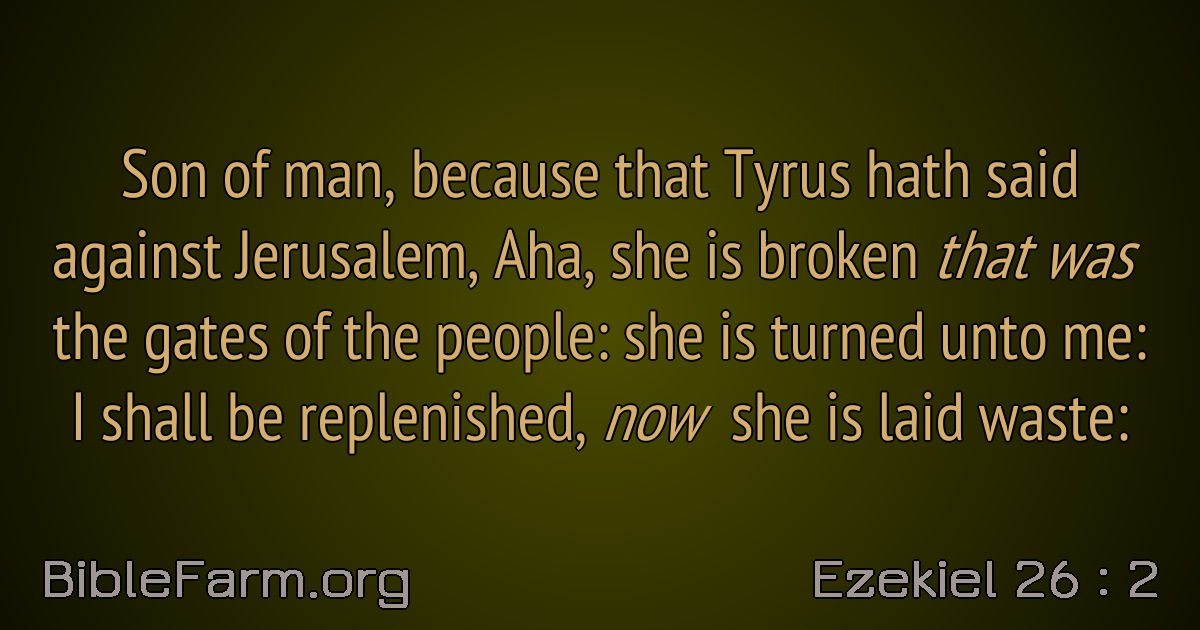 Son of man, because that Tyrus hath said
against Jerusalem, Aha, she is broken that was
the gates of the people: she is turned unto me:
I shall be replenished, now she is laid waste:
BibleFarm.org
Ezekiel 26 : 2